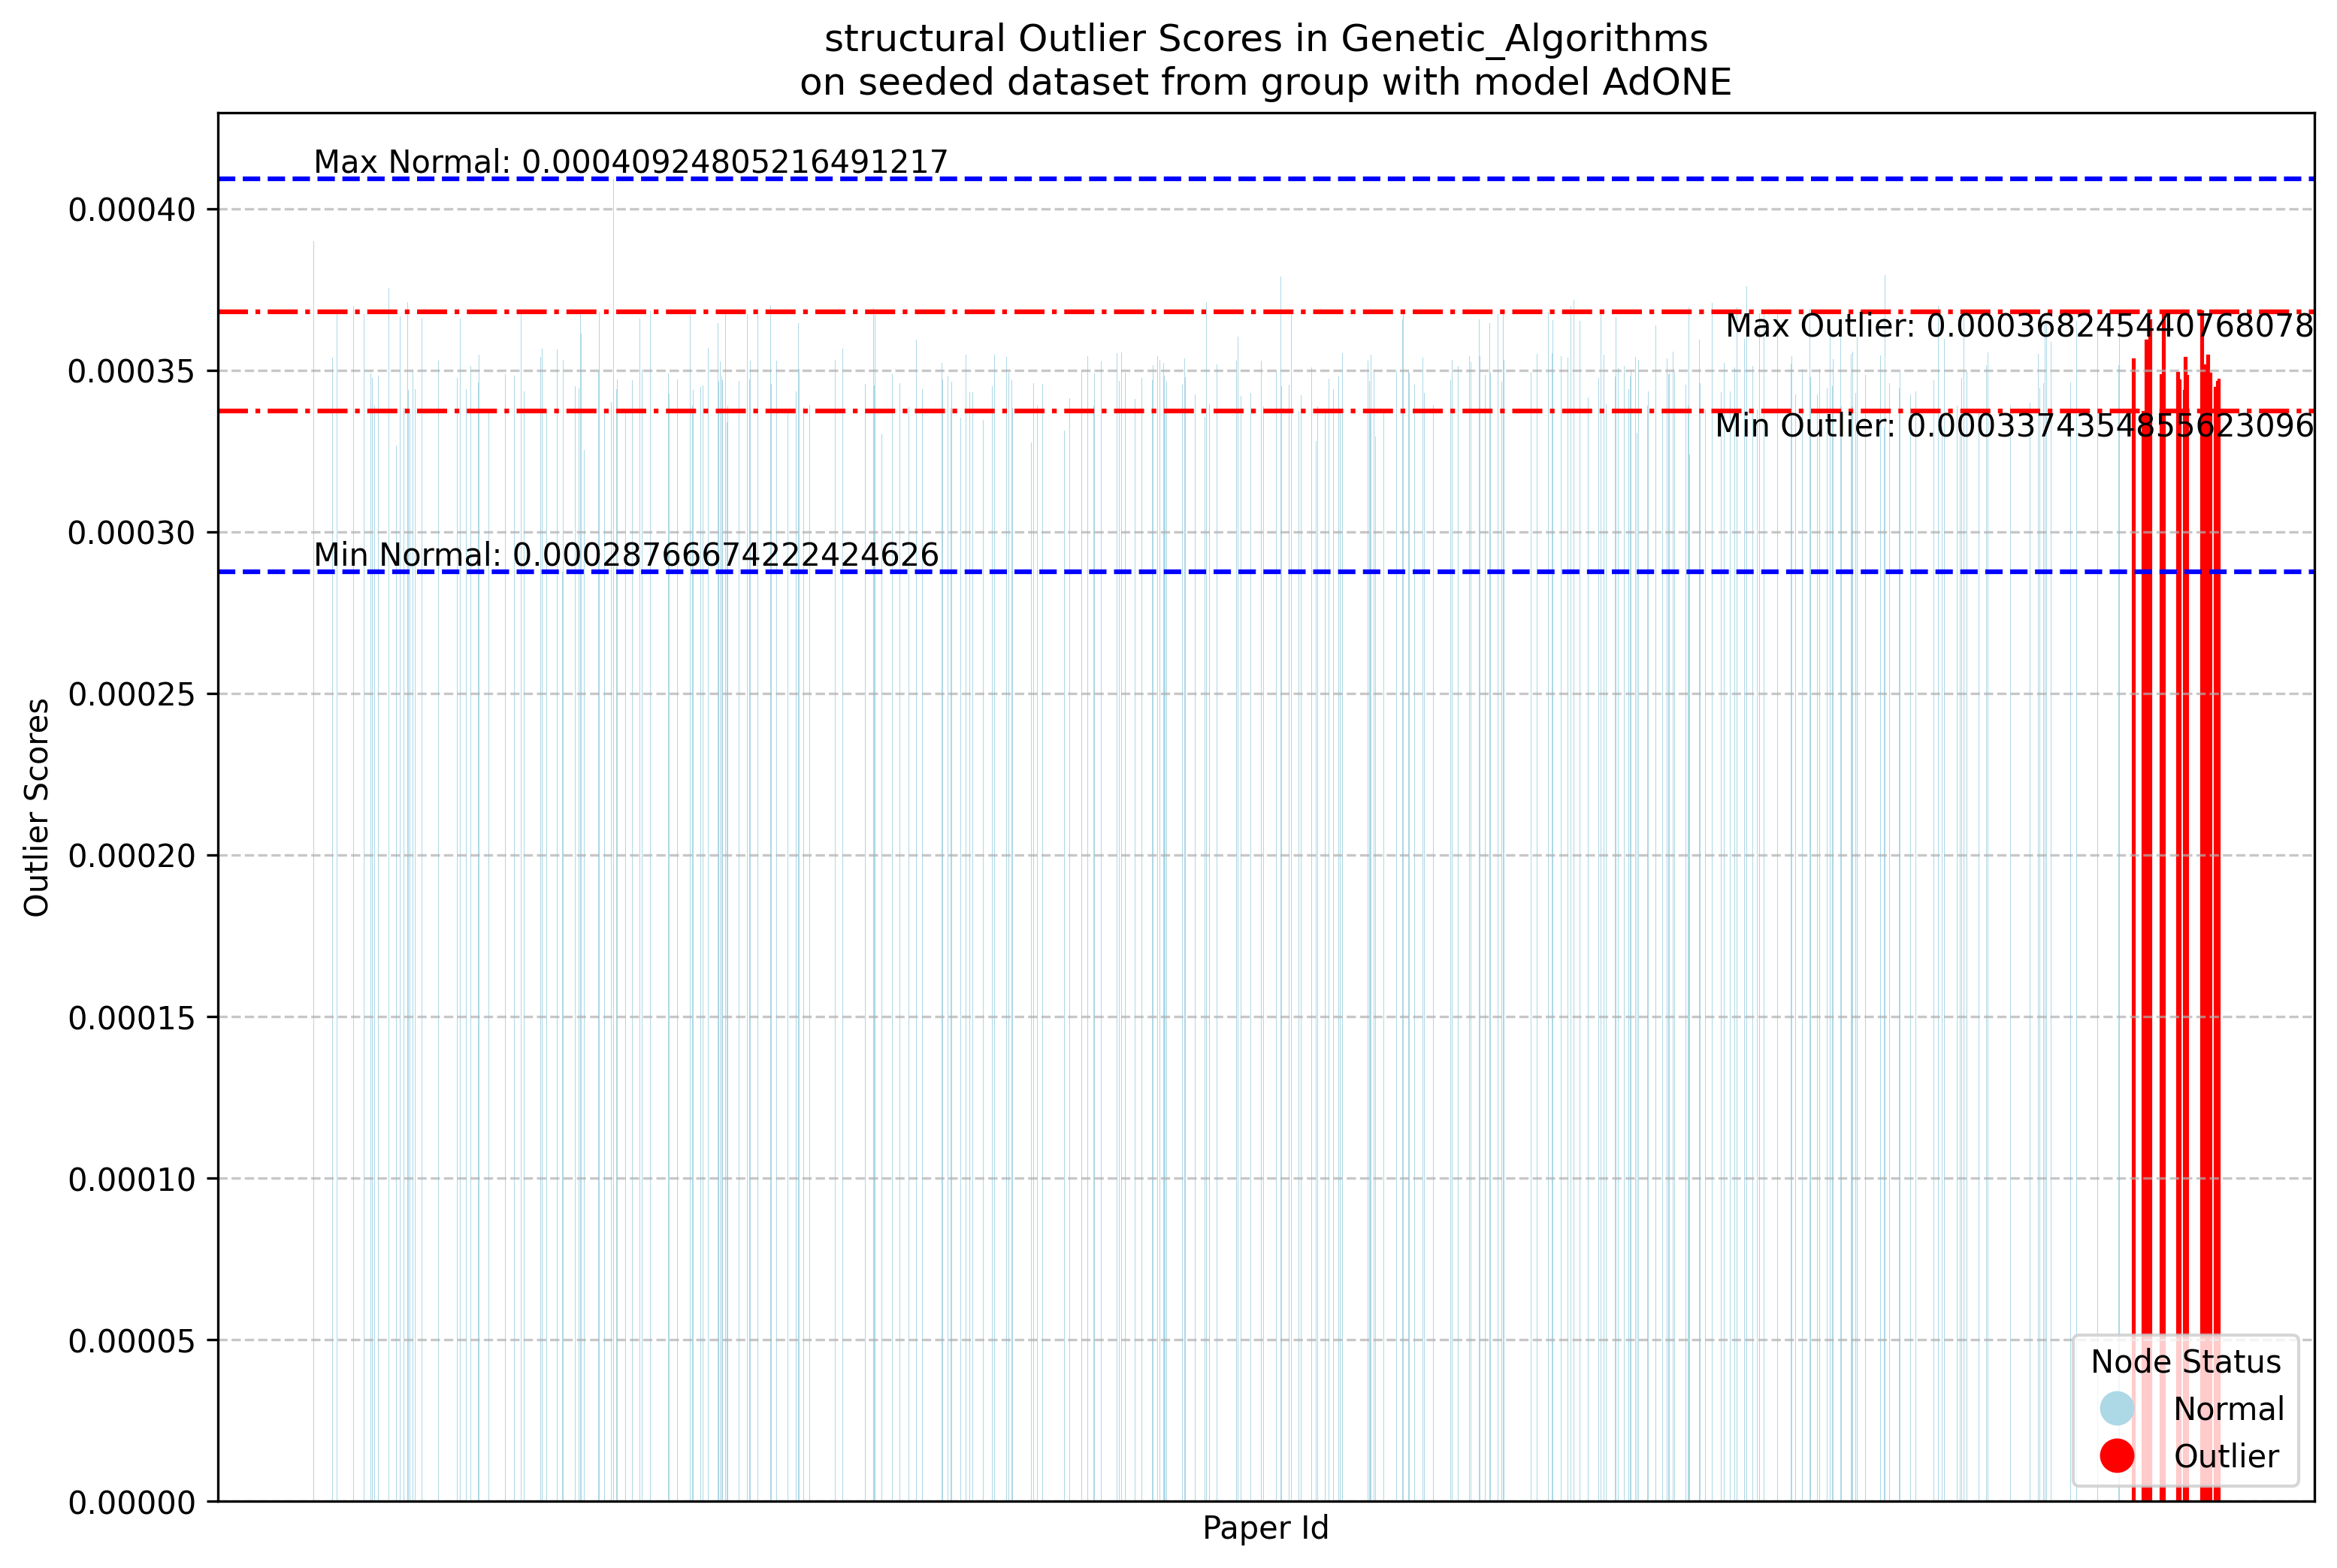 structural Outlier Scores in Genetic_Algorithms
on seeded dataset from group with model AdONE
Max Normal: 0.00040924805216491217
0.00040
Max Outlier: 0.000368245440768078
0.00035
Min Outlier: 0.0003374354855623096
0.00030
Min Normal: 0.00028766674222424626
0.00025
0.00020
0.00015
0.00010
0.00005
0.00000
Outlier Scores
Paper Id
Node Status
Normal
Outlier